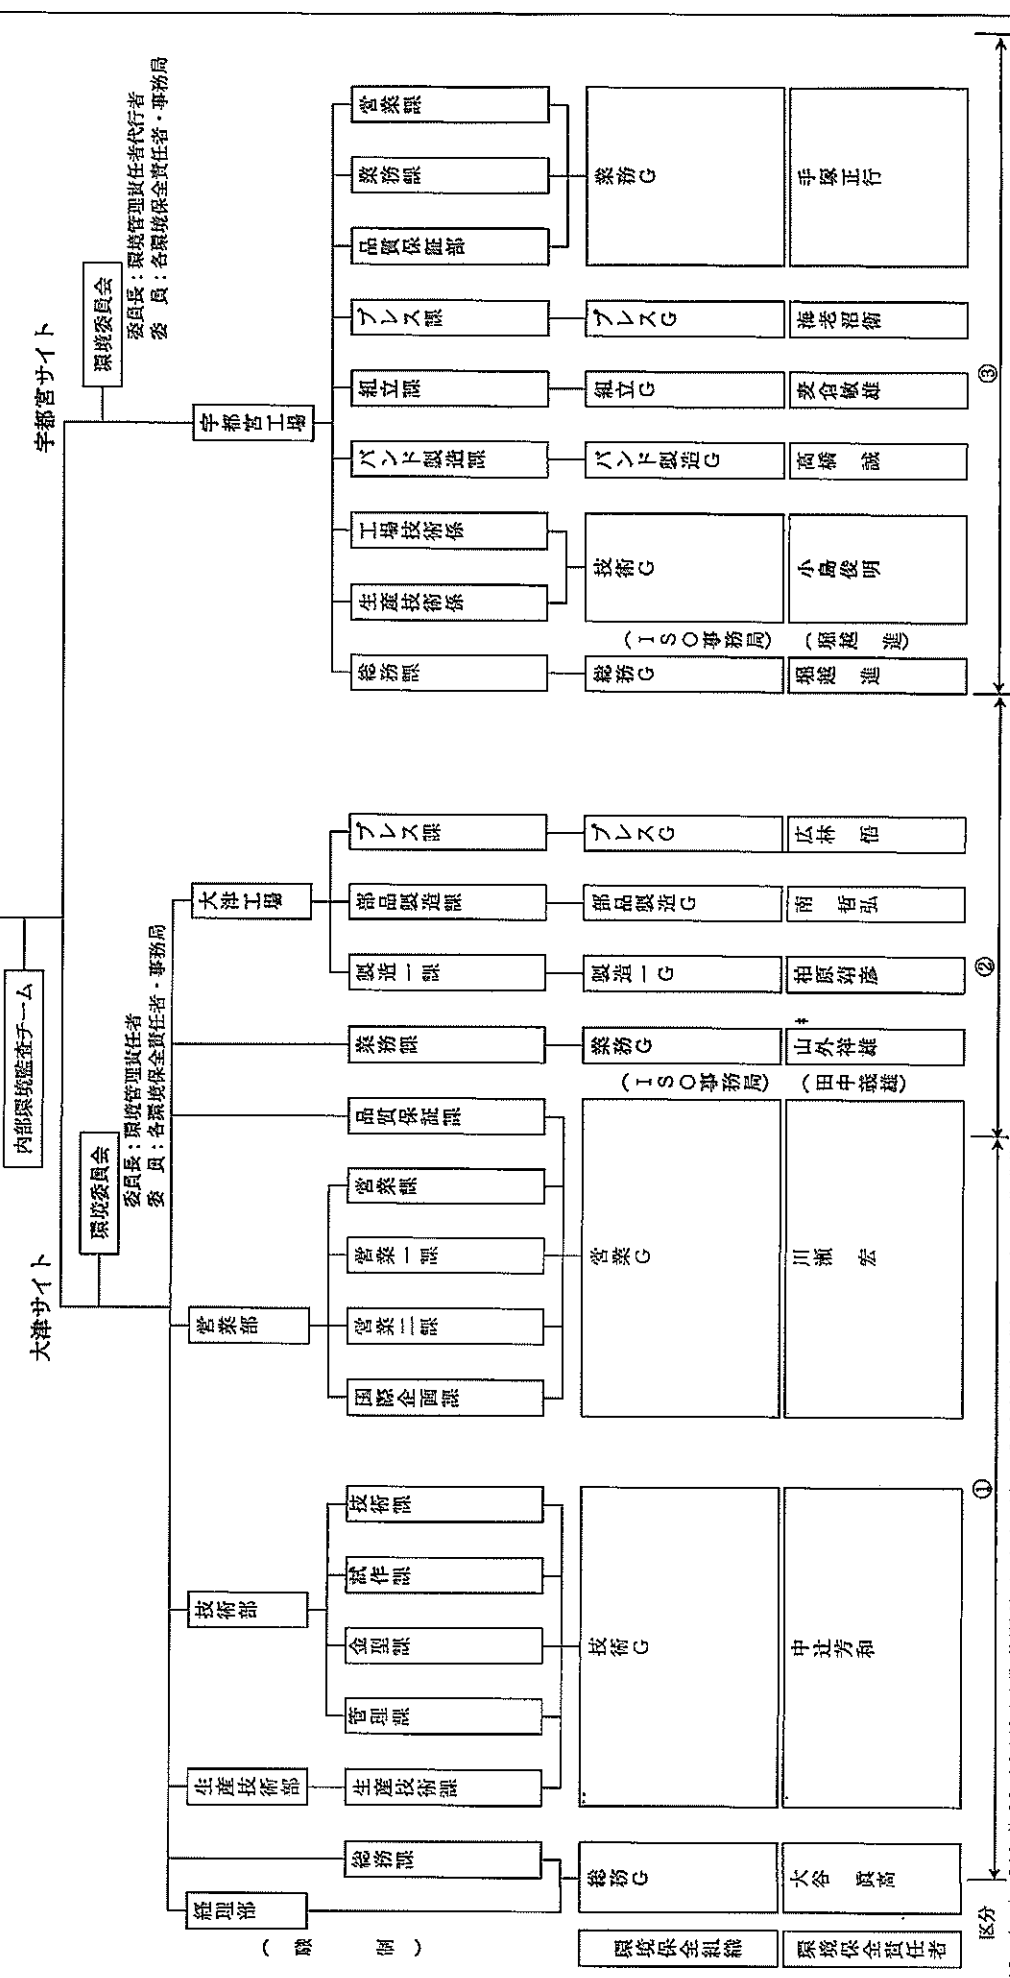 内部環境監査チーム
大津サイト
宇都宮サイト
環境委員会
委員長：環境管理責任者
委　員：各環境保全責任者・事務局
環境委員会
委員長：環境管理責任者代行者
委　員：各環境保全責任者・事務局
経理部
生産技術部
技術部
営業部
大津工場
宇都宮工場
（　職　　制　）
総務課
生産技術課
管理課
金型課
試作課
技術課
国際企画課
営業二課
営業一課
営業課
品質保証課
業務課
製造一課
部品製造課
プレス課
総務課
生産技術係
工場技術係
バンド製造課
組立課
プレス課
品質保証部
業務課
営業課
環境保全組織
総務G
技術G
営業G
（ISO事務局）
業務G
製造一G
部品製造G
プレスG
総務G
（ISO事務局）
技術G
バンド製造G
組立G
プレスG
業務G
環境保全責任者
大谷　眞高
中辻芳和
川瀬　宏
（田中義雄）
山外祥雄
*
柏原靖彦
南　哲弘
広林　悟
堀越　進
（堀越　進）
小島俊明
高橋　誠
麦倉敏雄
海老沼衛
手塚正行
区分
①
②
③